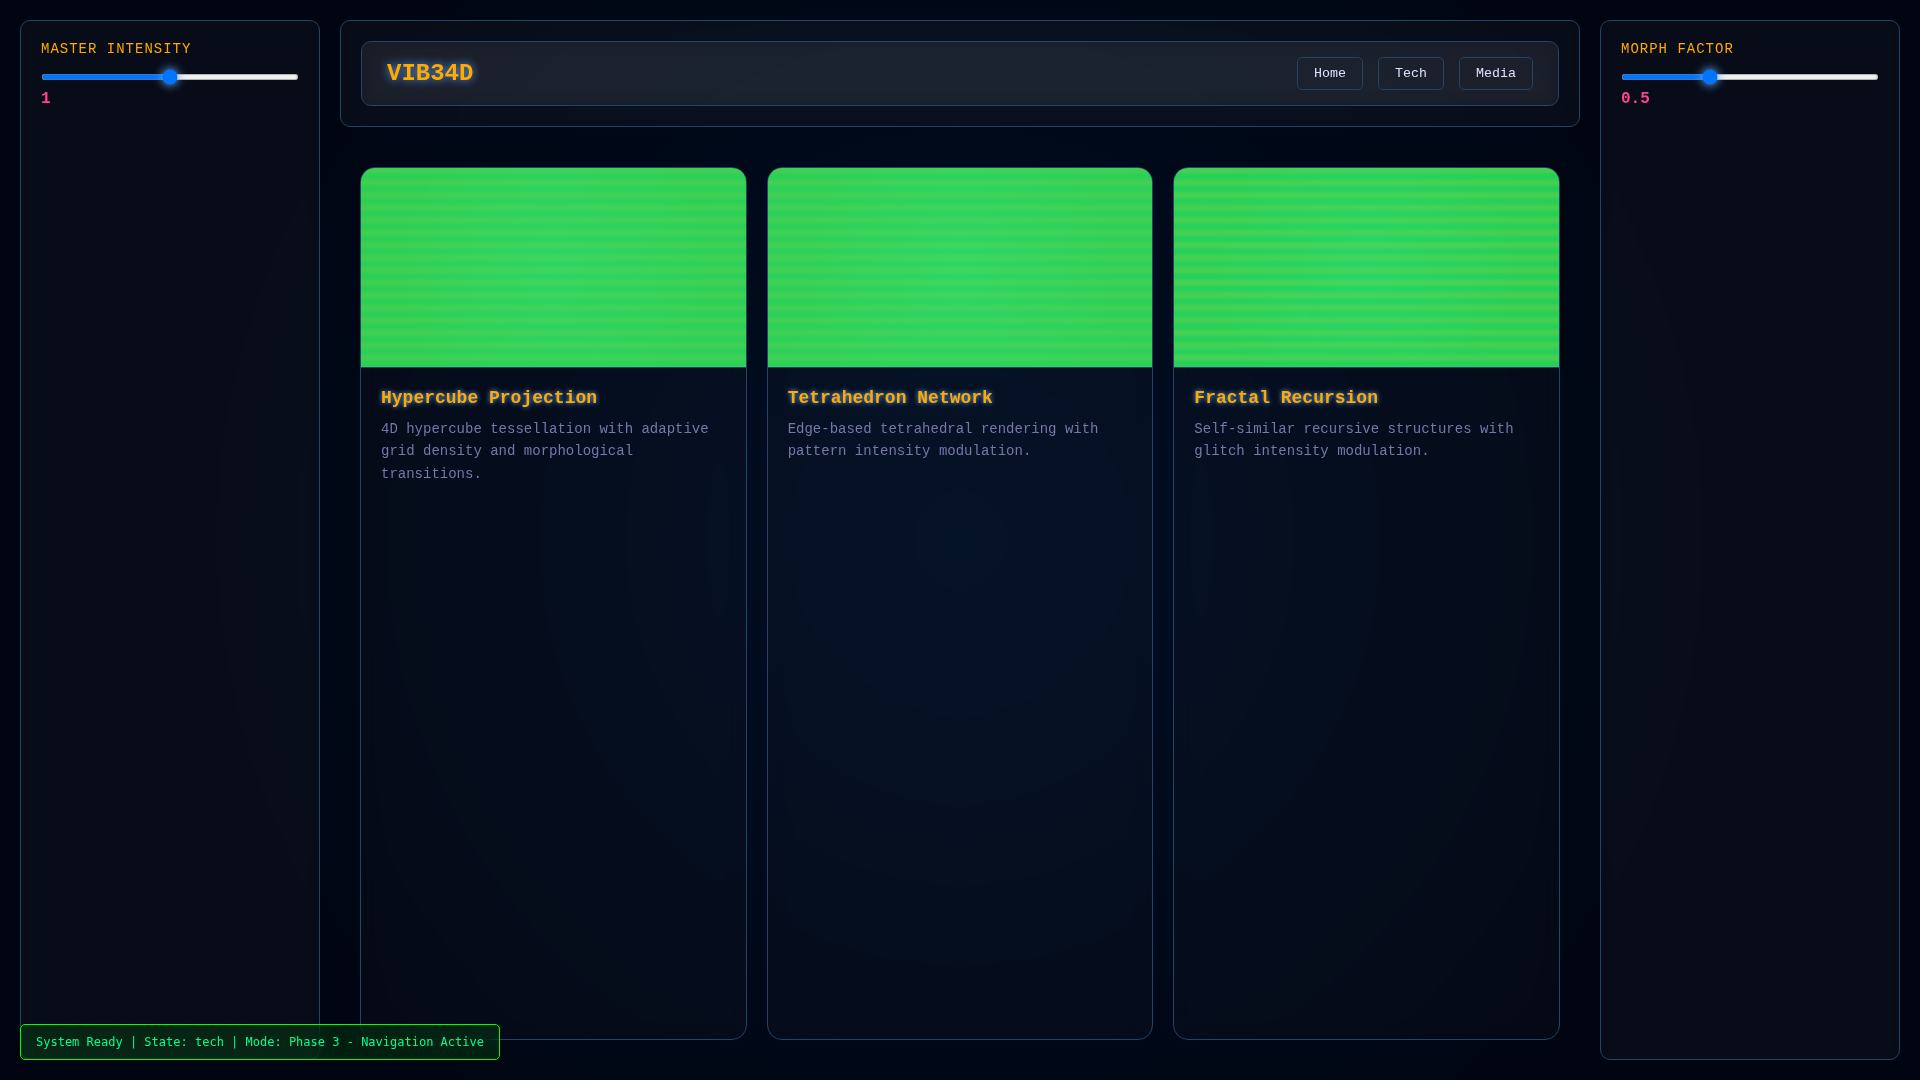 MASTER INTENSITY
1
VIB34D
Home
Tech
Media
MORPH FACTOR
0.5
Hypercube Projection
4D hypercube tessellation with adaptive
grid density and morphological
transitions.
Tetrahedron Network
Edge-based tetrahedral rendering with
pattern intensity modulation.
Fractal Recursion
Self-similar recursive structures with
glitch intensity modulation.
System Ready | State: tech | Mode: Phase 3 - Navigation Active